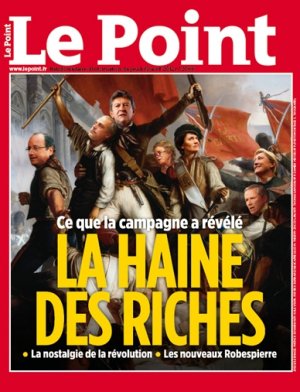 Le Point
Le Point
www.lepoint.fr
Ce que la campagne a révélé
LA HAINE
DES RICHES
• La nostalgie de la révolution • Les nouveaux Robespierre